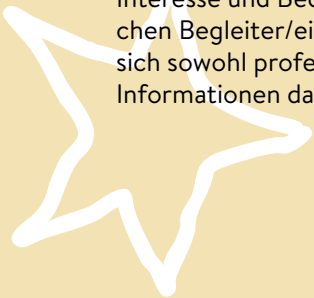 Interesse und Bed
chen Begleiter/ei
sich sowohl profe
Informationen da